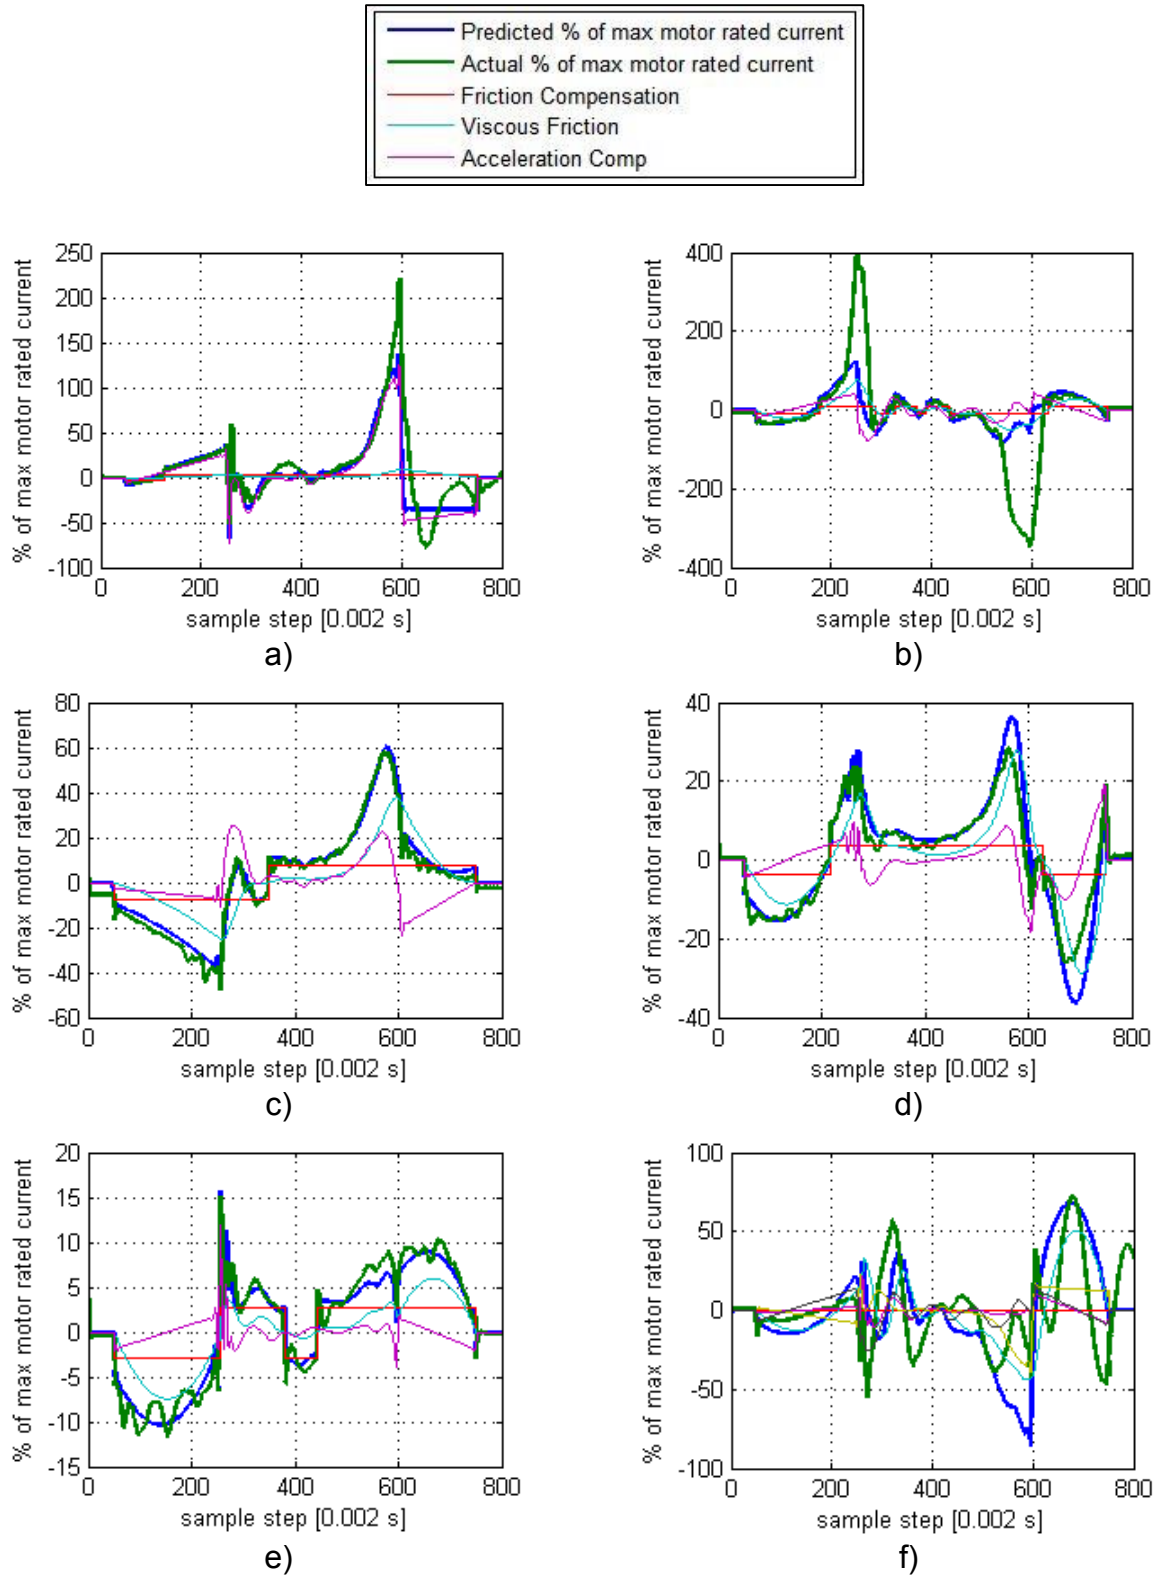 Predicted % of max motor rated current
Actual % of max motor rated current
Friction Compensation
Viscous Friction
Acceleration Comp
% of max motor rated current
250
200
150
100
50
0
-50
-100
0 200 400 600 800
sample step [0.002 s]
a)
% of max motor rated current
400
200
0
-200
-400
0 200 400 600 800
sample step [0.002 s]
b)
% of max motor rated current
80
60
40
20
0
-20
-40
-60
0 200 400 600 800
sample step [0.002 s]
c)
% of max motor rated current
40
20
0
-20
-40
0 200 400 600 800
sample step [0.002 s]
d)
% of max motor rated current
20
15
10
5
0
-5
-10
-15
0 200 400 600 800
sample step [0.002 s]
e)
% of max motor rated current
100
50
0
-50
-100
0 200 400 600 800
sample step [0.002 s]
f)